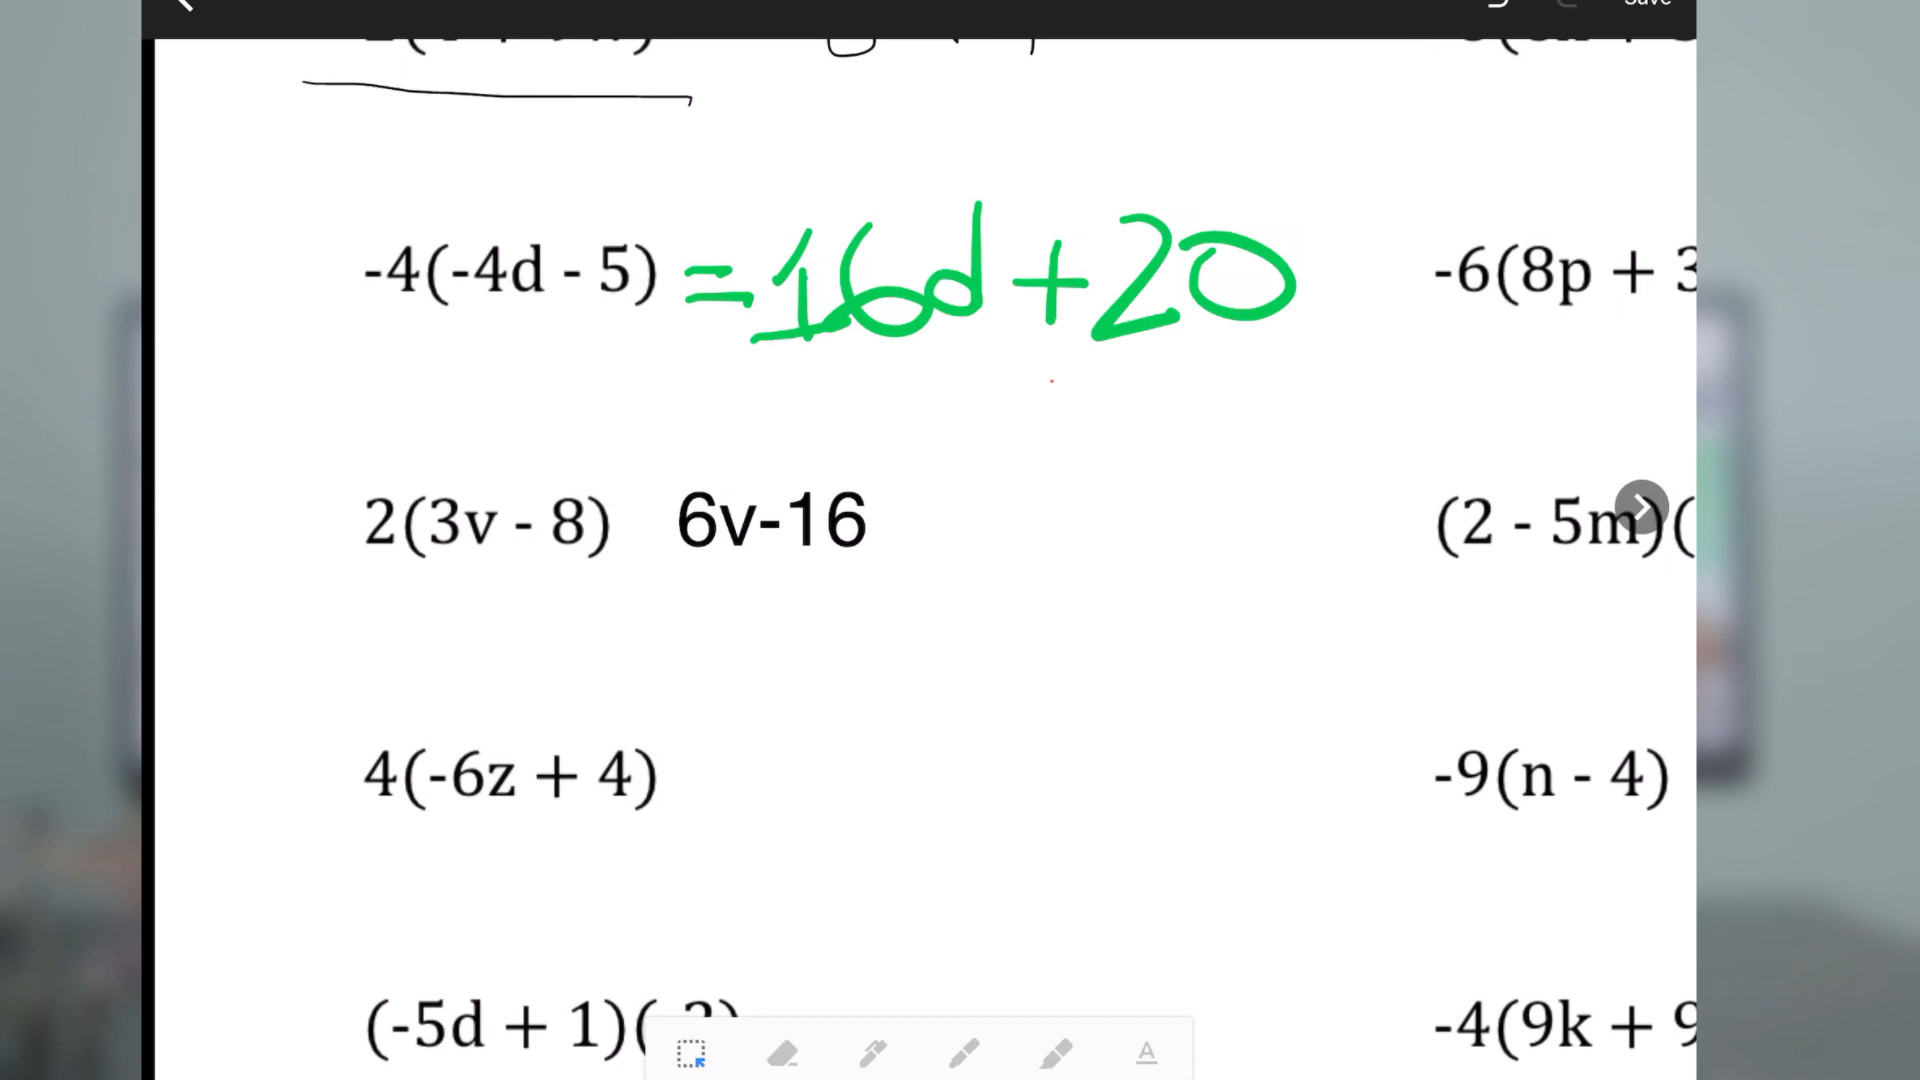 Save
-4(-4d - 5) = 16d + 20
-6(8p + 3
2(3v - 8) 6v-16
(2 - 5m)(
4(-6z + 4)
-9(n - 4)
(-5d + 1)(
-4(9k + 9
A